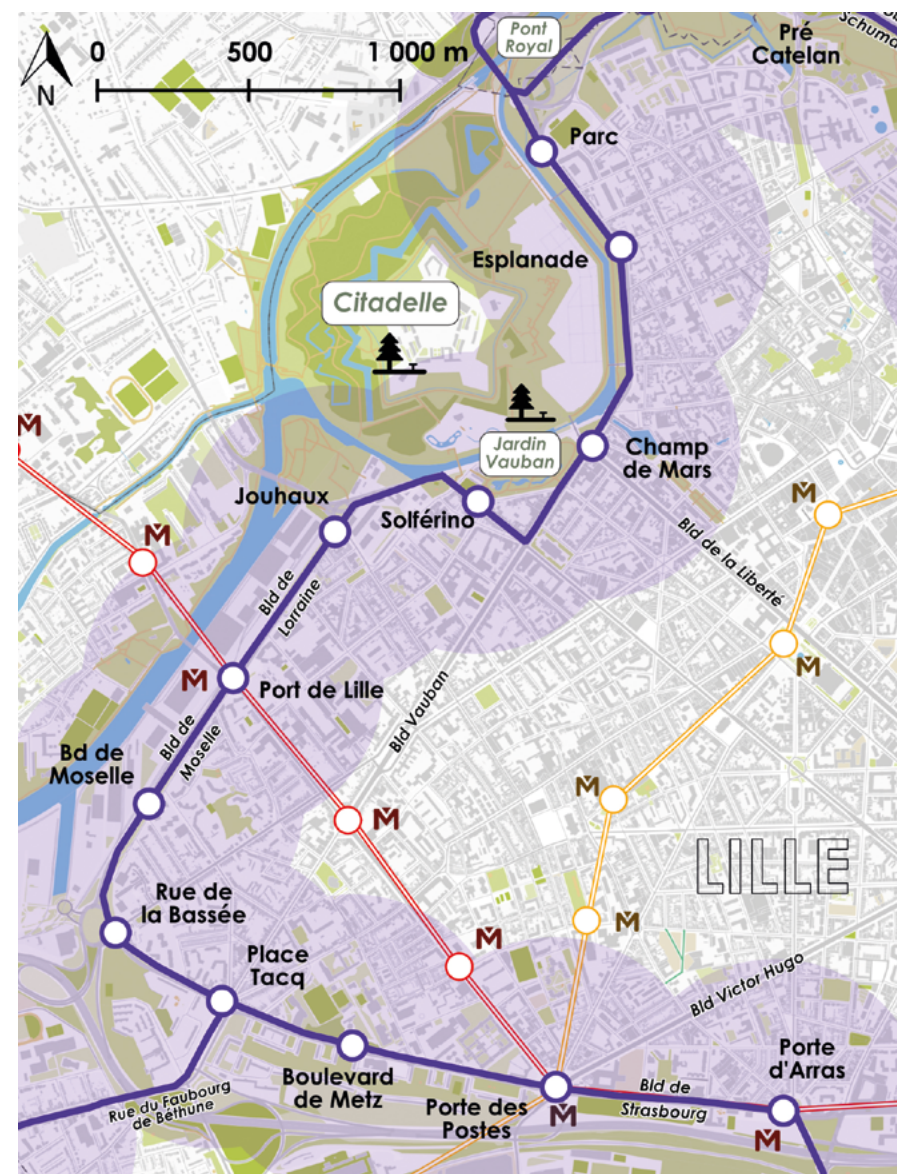 0 500 1 000 m
N
Pont
Royal
Pré
Catelan
Schuma
Parc
Esplanade
Citadelle
Jardin
Vauban
Champ
de Mars
M
Jouhaux
Solférino
M
M
Bld de la Liberté
Bld de
Lorraine
M
M
Port de Lille
Bld Vauban
Bld de
Moselle
Bd de
Moselle
M
M
LILLE
Rue de
la Bassée
M
M
Place
Tacq
Bld Victor Hugo
Boulevard
de Metz
Porte des
Postes
M
Bld de
Strasbourg
Porte
d'Arras
M
Rue du Faubourg
de Béthune